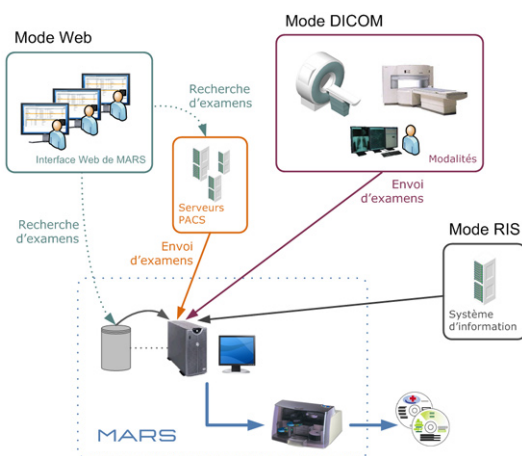 Mode Web
Mode DICOM
Recherche
d'examens
Interface Web de MARS
Modalités
Serveurs
PACS
Recherche
d'examens
Envoi
d'examens
Envoi
d'examens
Mode RIS
Système
d'information
MARS